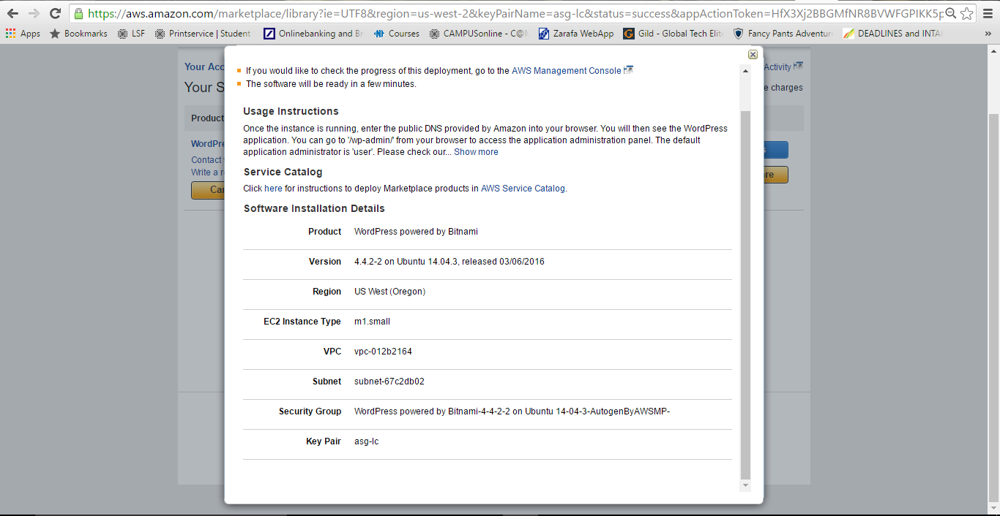 https://aws.amazon.com/marketplace/library?ie=UTF8&region=us-west-2&keyPairName=asg-lc&status=success&appActionToken=HfX3Xj2BBGMfNR8BVWFGPIKK5p
Apps Bookmarks LSF Printservice | Student Onlinebanking and Br Courses CAMPUSonline - C@ Zarafa WebApp Gild - Global Tech Elit Fancy Pants Adventur DEADLINES and INTA »
Your Acc
Activity
Your S
e charges
Product
WordPre
Contact
Write a r
Car
s
re
If you would like to check the progress of this deployment, go to the AWS Management Console
The software will be ready in a few minutes.
Usage Instructions
Once the instance is running, enter the public DNS provided by Amazon into your browser. You will then see the WordPress
application. You can go to '/wp-admin/' from your browser to access the application administration panel. The default
application administrator is 'user'. Please check our... Show more
Service Catalog
Click here for instructions to deploy Marketplace products in AWS Service Catalog.
Software Installation Details
Product WordPress powered by Bitnami
Version 4.4.2-2 on Ubuntu 14.04.3, released 03/06/2016
Region US West (Oregon)
EC2 Instance Type m1.small
VPC vpc-012b2164
Subnet subnet-67c2db02
Security Group WordPress powered by Bitnami-4-4-2-2 on Ubuntu 14-04-3-AutogenByAWSMP-
Key Pair asg-lc